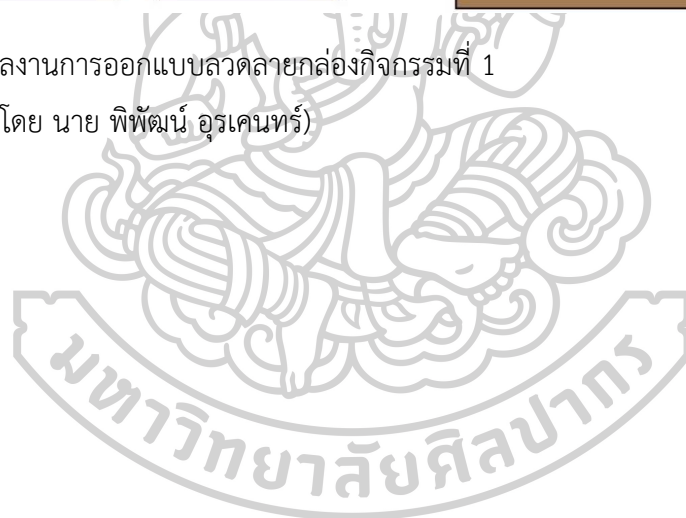 ลงานการออกแบบลวดลายกล่องกิจกรรมที่ 1
โดย นาย พิพัฒน์ อุรเคนทร์)
มหาวิทยาลัยศิลปากร